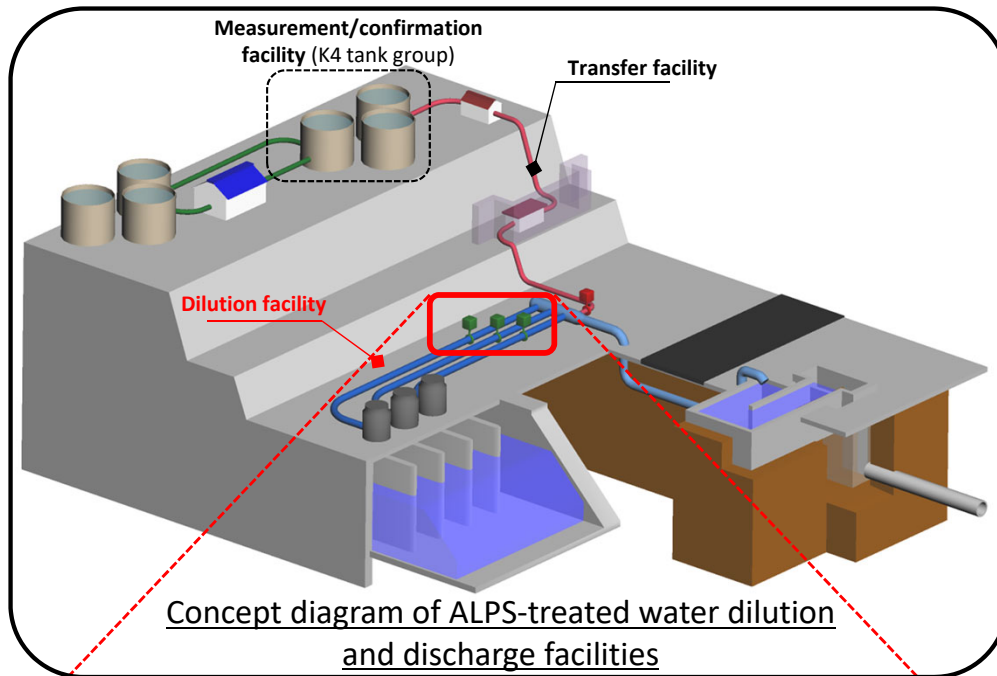 Measurement/confirmation
facility (K4 tank group)
Transfer facility
Dilution facility
Concept diagram of ALPS-treated water dilution
and discharge facilities